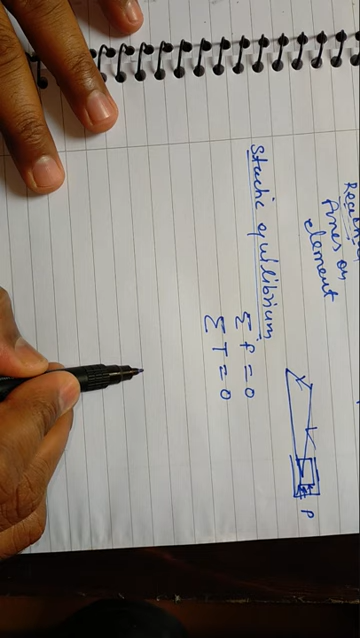 forces on
element
P
Static equilibrium
Σ F = 0
Σ T = 0